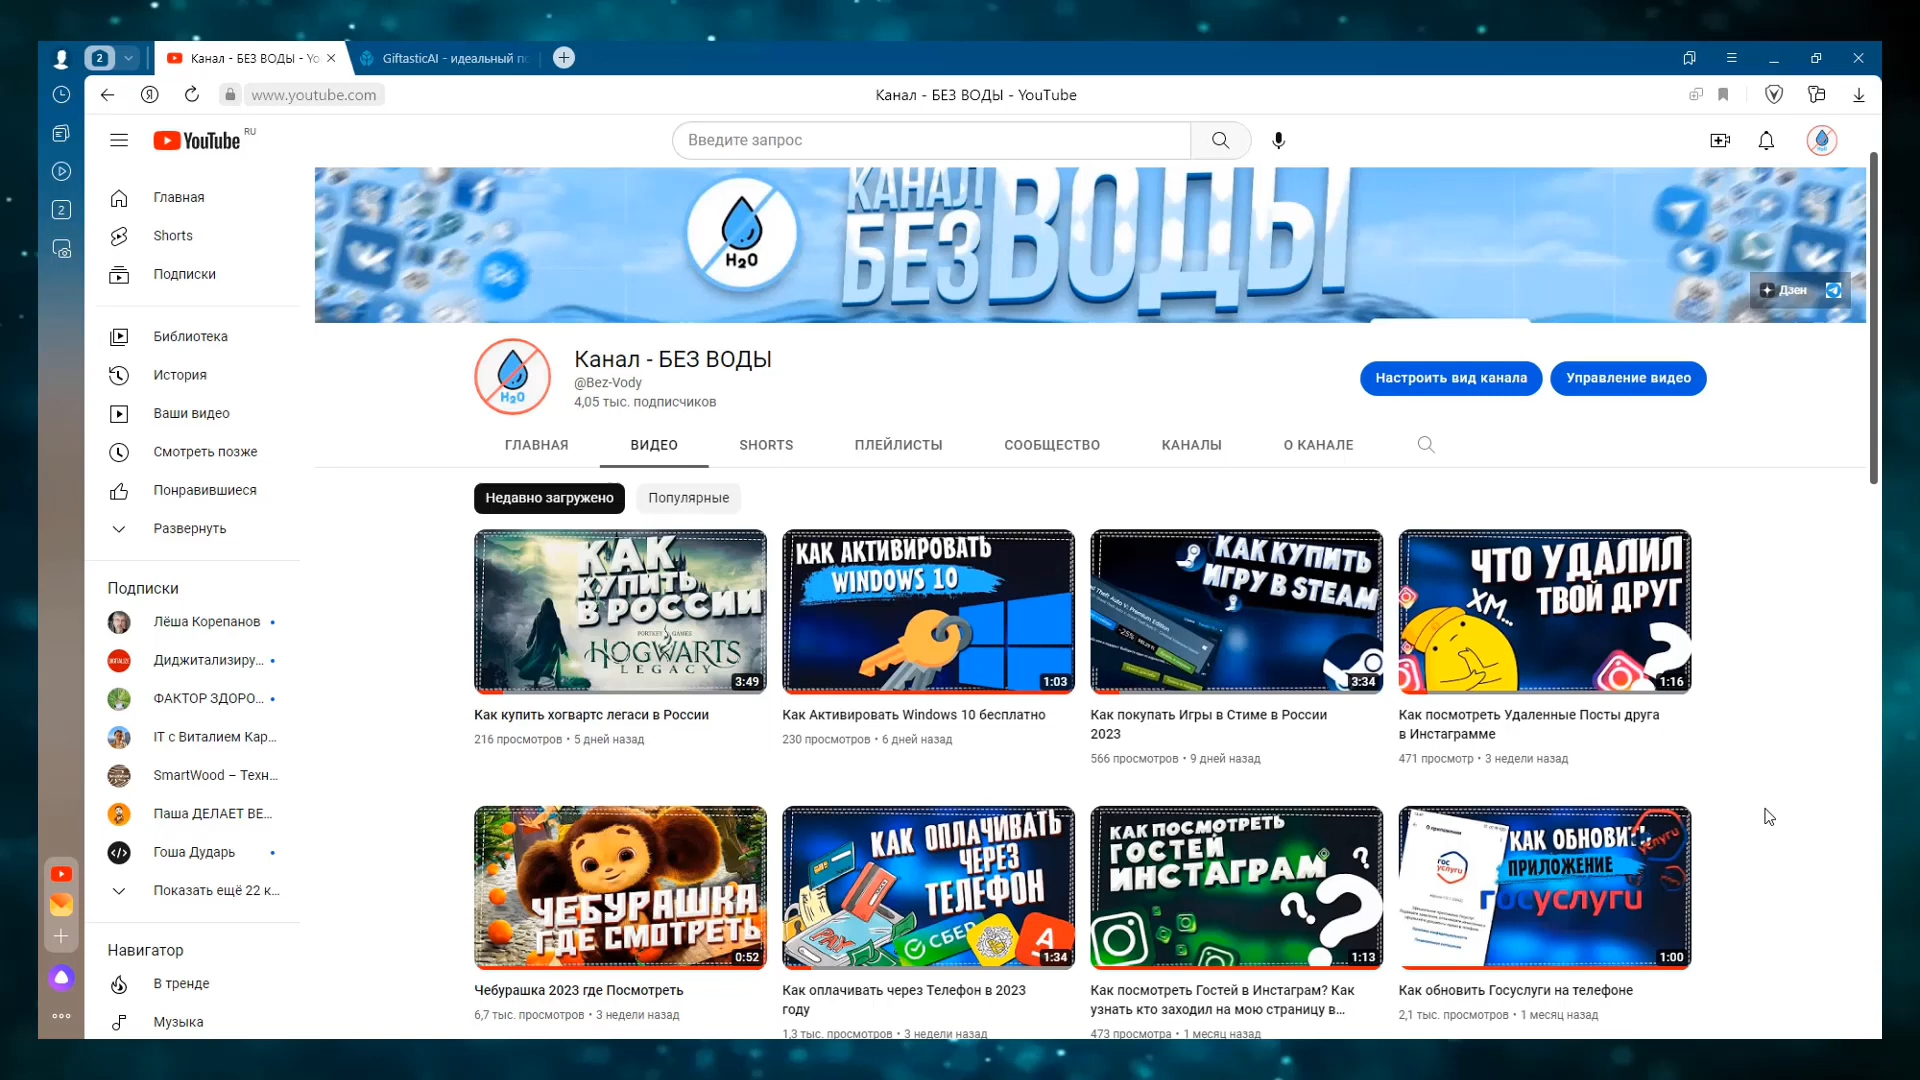 2
Канал - БЕЗ ВОДЫ - Yo
GiftasticAI - идеальный п
www.youtube.com
Канал - БЕЗ ВОДЫ - YouTube
2
YouTube RU
Введите запрос
Главная
Shorts
Подписки
Библиотека
История
Ваши видео
Смотреть позже
Понравившиеся
Развернуть
Подписки
Лёша Корепанов
Диджитализиру...
ФАКТОР ЗДОРО...
IT с Виталием Кар...
SmartWood – Техн...
Паша ДЕЛАЕТ ВЕ...
Гоша Дударь
Показать ещё 22 к...
Навигатор
В тренде
Музыка
H2O
КАНАЛ
БЕЗ ВОДЫ
Дзен
H2O
Канал - БЕЗ ВОДЫ
@Bez-Vody
4,05 тыс. подписчиков
Настроить вид канала
Управление видео
ГЛАВНАЯ
ВИДЕО
SHORTS
ПЛЕЙЛИСТЫ
СООБЩЕСТВО
КАНАЛЫ
О КАНАЛЕ
Недавно загружено
Популярные
КАК
КУПИТЬ
В РОССИИ
PORTKEY GAMES
HOGWARTS
LEGACY
3:49
Как купить хогвартс легаси в России
216 просмотров • 5 дней назад
КАК АКТИВИРОВАТЬ
WINDOWS 10
1:03
Как Активировать Windows 10 бесплатно
230 просмотров • 6 дней назад
КАК КУПИТЬ
ИГРУ В STEAM
-25%
3:34
Как покупать Игры в Стиме в России
2023
566 просмотров • 9 дней назад
ЧТО УДАЛИЛ
ТВОЙ ДРУГ
ХМ...
?
1:16
Как посмотреть Удаленные Посты друга
в Инстаграмме
471 просмотр • 3 недели назад
ЧЕБУРАШКА
ГДЕ СМОТРЕТЬ
0:52
Чебурашка 2023 где Посмотреть
6,7 тыс. просмотров • 3 недели назад
КАК ОПЛАЧИВАТЬ
ЧЕРЕЗ
ТЕЛЕФОН
PAY
СБЕР
А
1:34
Как оплачивать через Телефон в 2023
году
1,3 тыс. просмотров • 3 недели назад
КАК ПОСМОТРЕТЬ
ГОСТЕЙ
ИНСТАГРАМ
? ? ?
1:13
Как посмотреть Гостей в Инстаграм? Как
узнать кто заходил на мою страницу в...
473 просмотра • 1 месяц назад
КАК ОБНОВИТЬ
ПРИЛОЖЕНИЕ
госуслуги
гос
услуги
1:00
Как обновить Госуслуги на телефоне
2,1 тыс. просмотров • 1 месяц назад